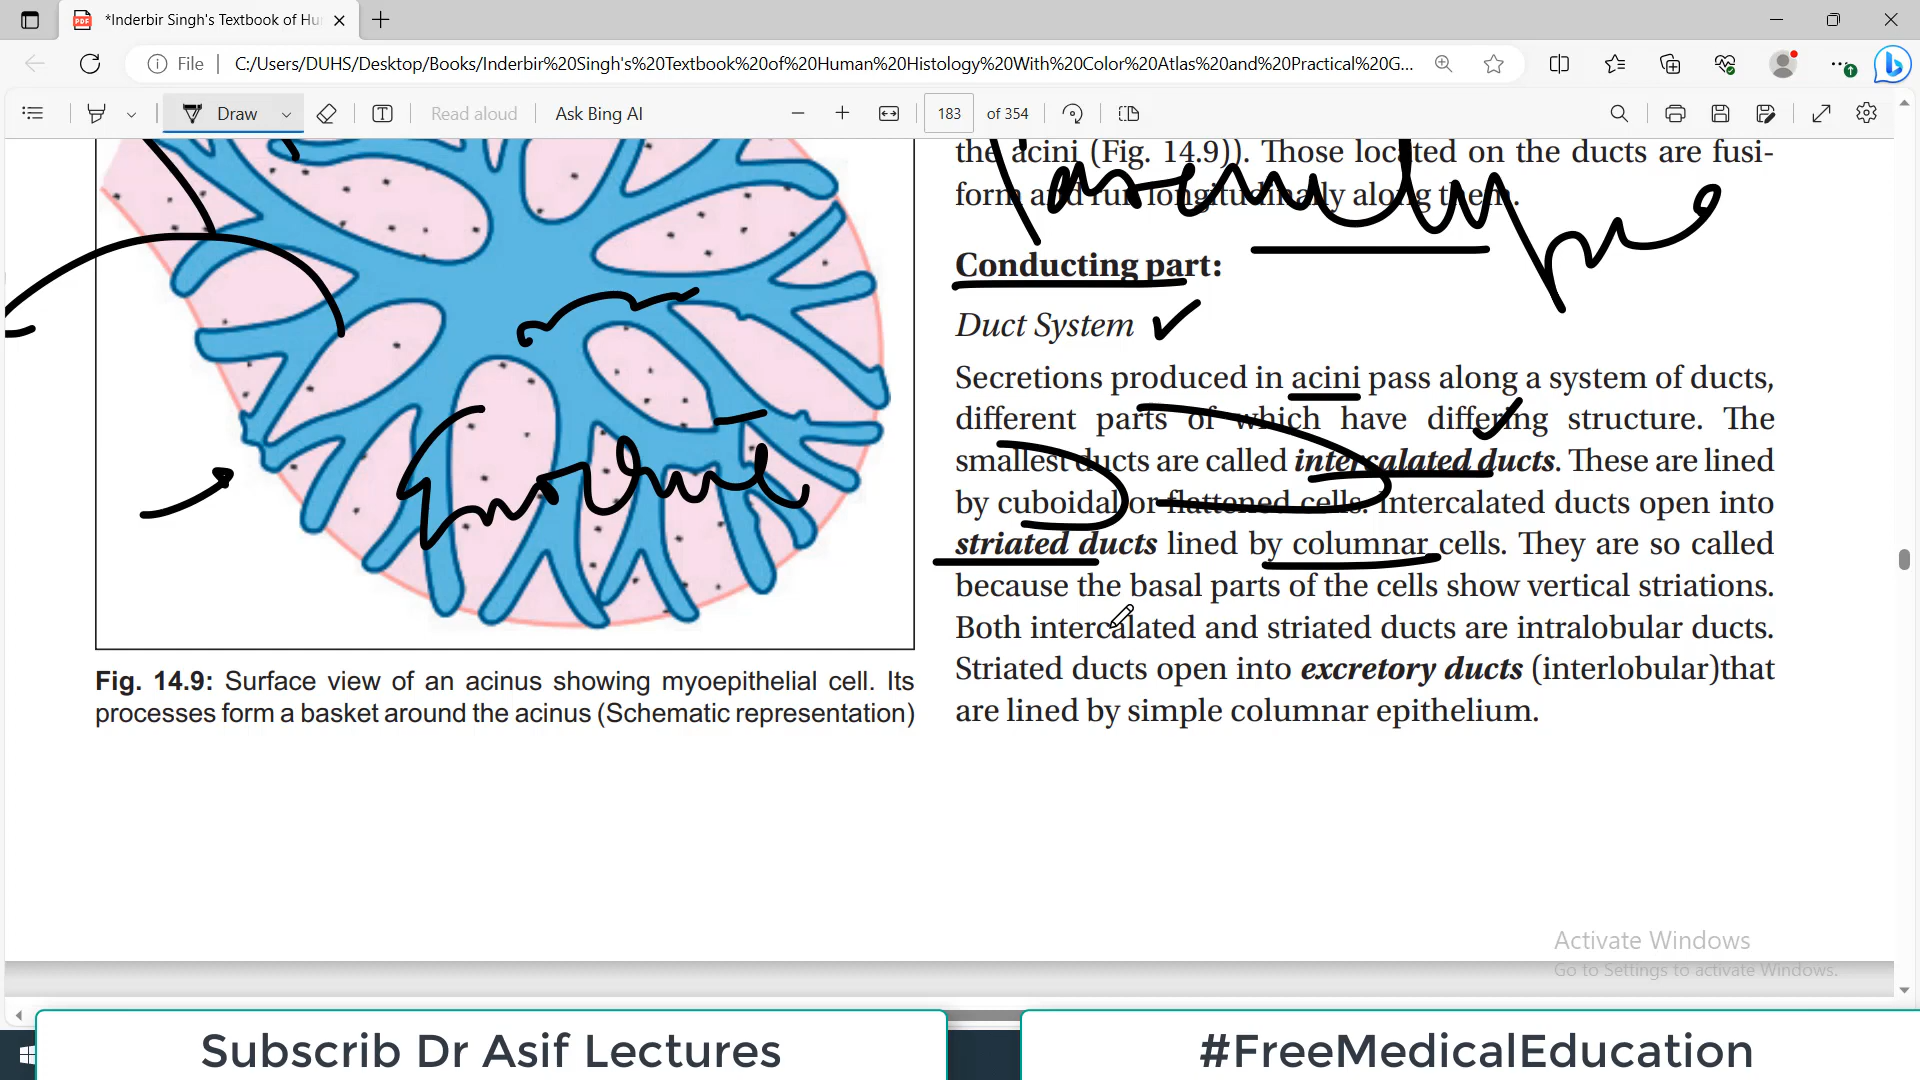 *Inderbir Singh's Textbook of Hu
File
C:/Users/DUHS/Desktop/Books/Inderbir%20Singh's%20Textbook%20of%20Human%20Histology%20With%20Color%20Atlas%20and%20Practical%20G...
Draw
Read aloud
Ask Bing AI
183 of 354
Fig. 14.9: Surface view of an acinus showing myoepithelial cell. Its
processes form a basket around the acinus (Schematic representation)
the acini (Fig. 14.9)). Those located on the ducts are fusi-
form and run longitudinally along them.
Conducting part:
Duct System
Secretions produced in acini pass along a system of ducts,
different parts of which have differing structure. The
smallest ducts are called intercalated ducts. These are lined
by cuboidal or flattened cells. Intercalated ducts open into
striated ducts lined by columnar cells. They are so called
because the basal parts of the cells show vertical striations.
Both intercalated and striated ducts are intralobular ducts.
Striated ducts open into excretory ducts (interlobular)that
are lined by simple columnar epithelium.
Activate Windows
Go to Settings to activate Windows.
Subscrib Dr Asif Lectures
#FreeMedicalEducation